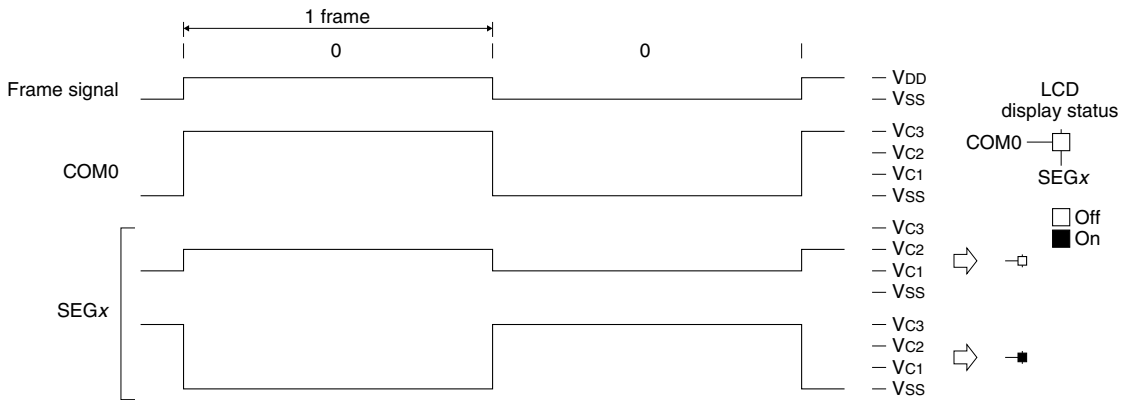 1 frame
0 0
Frame signal
VDD
VSS
LCD
display status
COM0
VC3
VC2
VC1
VSS
COM0
SEGx
Off
On
SEGx
VC3
VC2
VC1
VSS
VC3
VC2
VC1
VSS